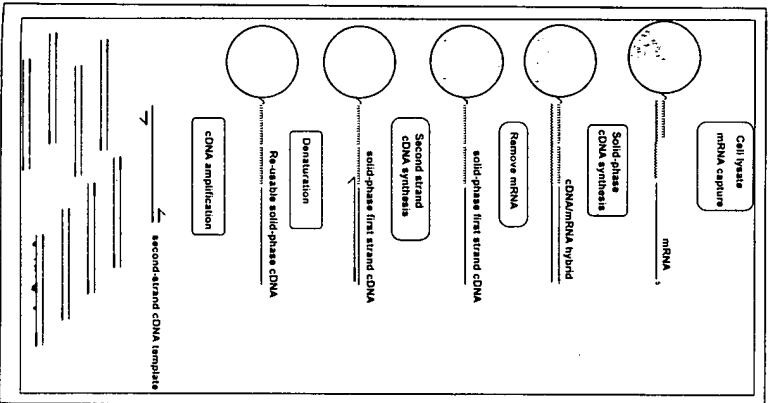 Cell lysate
mRNA capture
mRNA
Solid-phase
cDNA synthesis
cDNA/mRNA hybrid
Remove mRNA
solid-phase first strand cDNA
Second strand
cDNA synthesis
solid-phase first strand cDNA
Denaturation
Re-usable solid-phase cDNA
cDNA amplification
second-strand cDNA template